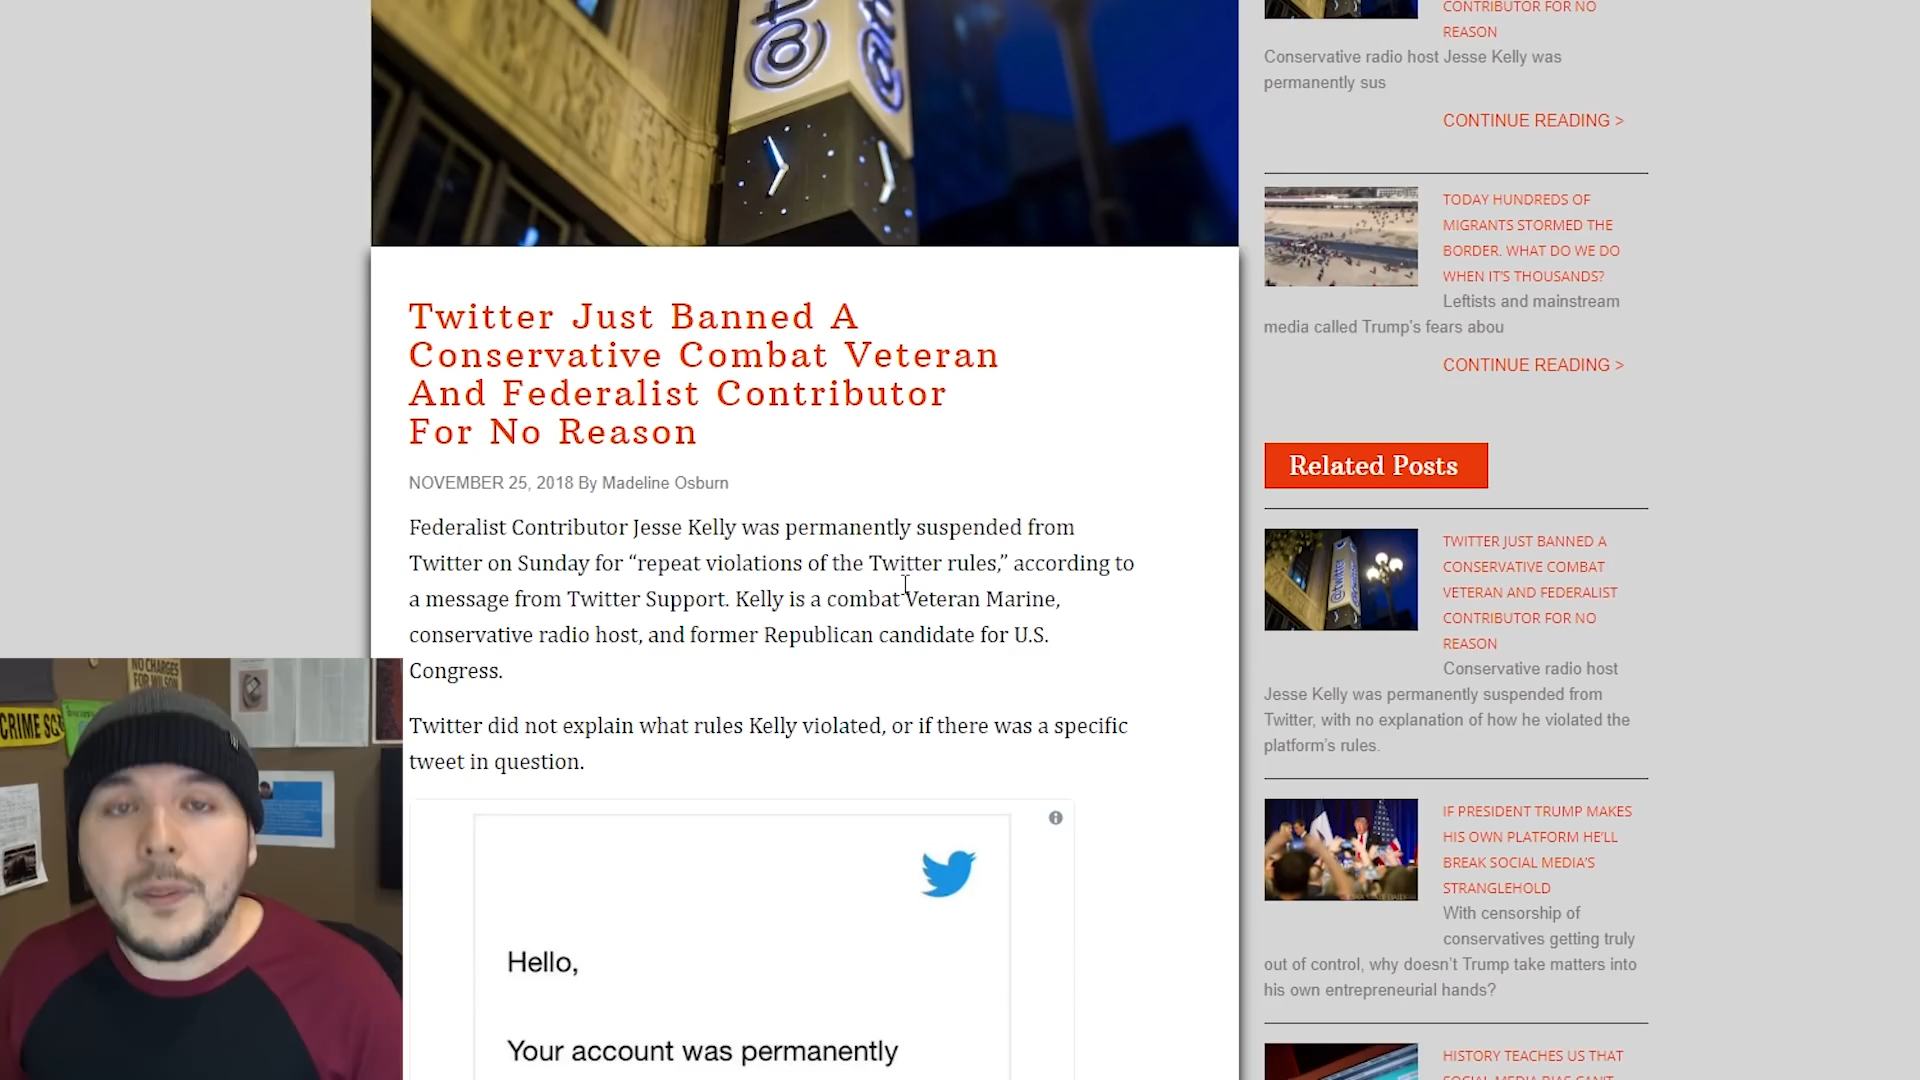 @t
Twitter Just Banned A
Conservative Combat Veteran
And Federalist Contributor
For No Reason
NOVEMBER 25, 2018 By Madeline Osburn
Federalist Contributor Jesse Kelly was permanently suspended from
Twitter on Sunday for “repeat violations of the Twitter rules,” according to
a message from Twitter Support. Kelly is a combat Veteran Marine,
conservative radio host, and former Republican candidate for U.S.
Congress.
Twitter did not explain what rules Kelly violated, or if there was a specific
tweet in question.
Hello,
Your account was permanently
CONTRIBUTOR FOR NO
REASON
Conservative radio host Jesse Kelly was
permanently sus
CONTINUE READING >
TODAY HUNDREDS OF
MIGRANTS STORMED THE
BORDER. WHAT DO WE DO
WHEN IT’S THOUSANDS?
Leftists and mainstream
media called Trump’s fears abou
CONTINUE READING >
Related Posts
@twitter
TWITTER JUST BANNED A
CONSERVATIVE COMBAT
VETERAN AND FEDERALIST
CONTRIBUTOR FOR NO
REASON
Conservative radio host
Jesse Kelly was permanently suspended from
Twitter, with no explanation of how he violated the
platform’s rules.
IF PRESIDENT TRUMP MAKES
HIS OWN PLATFORM HE’LL
BREAK SOCIAL MEDIA’S
STRANGLEHOLD
With censorship of
conservatives getting truly
out of control, why doesn’t Trump take matters into
his own entrepreneurial hands?
HISTORY TEACHES US THAT
SOCIAL MEDIA BIAS CAN’T
NO CHARGES
FOR WILSON
CRIME SC